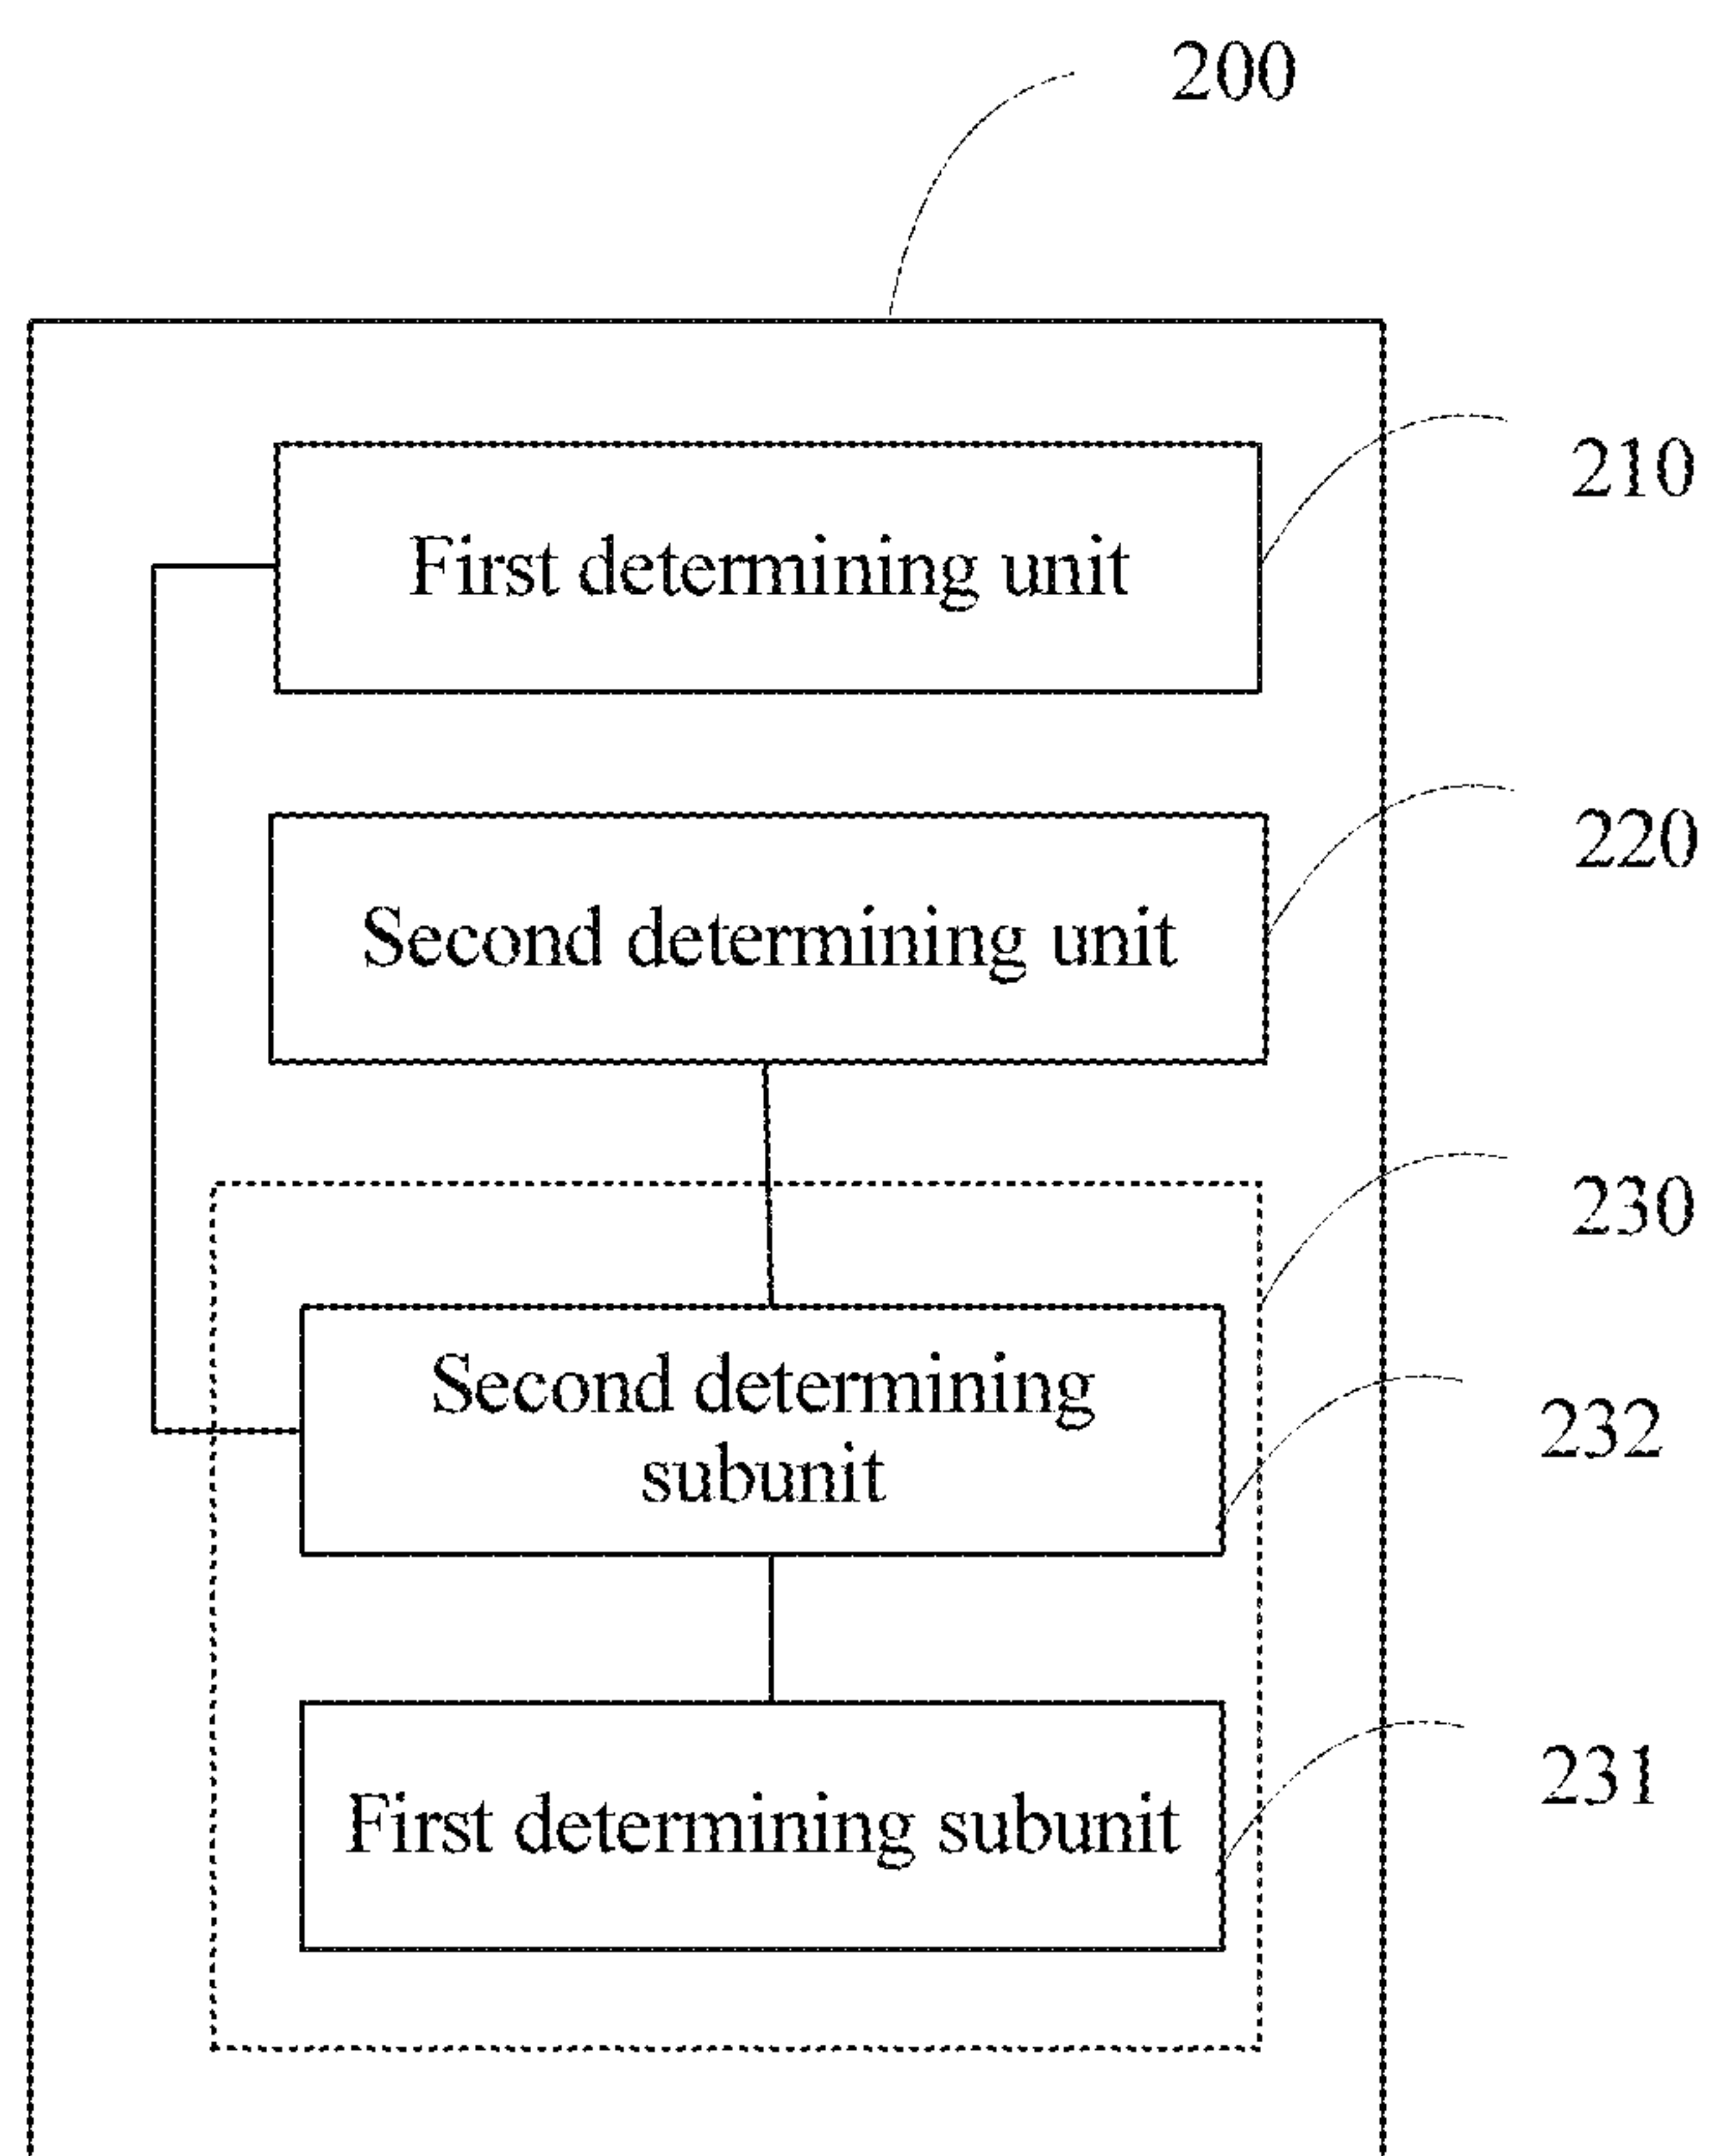 200
210
First determining unit
220
Second determining unit
230
Second determining
subunit
232
First determining subunit
231